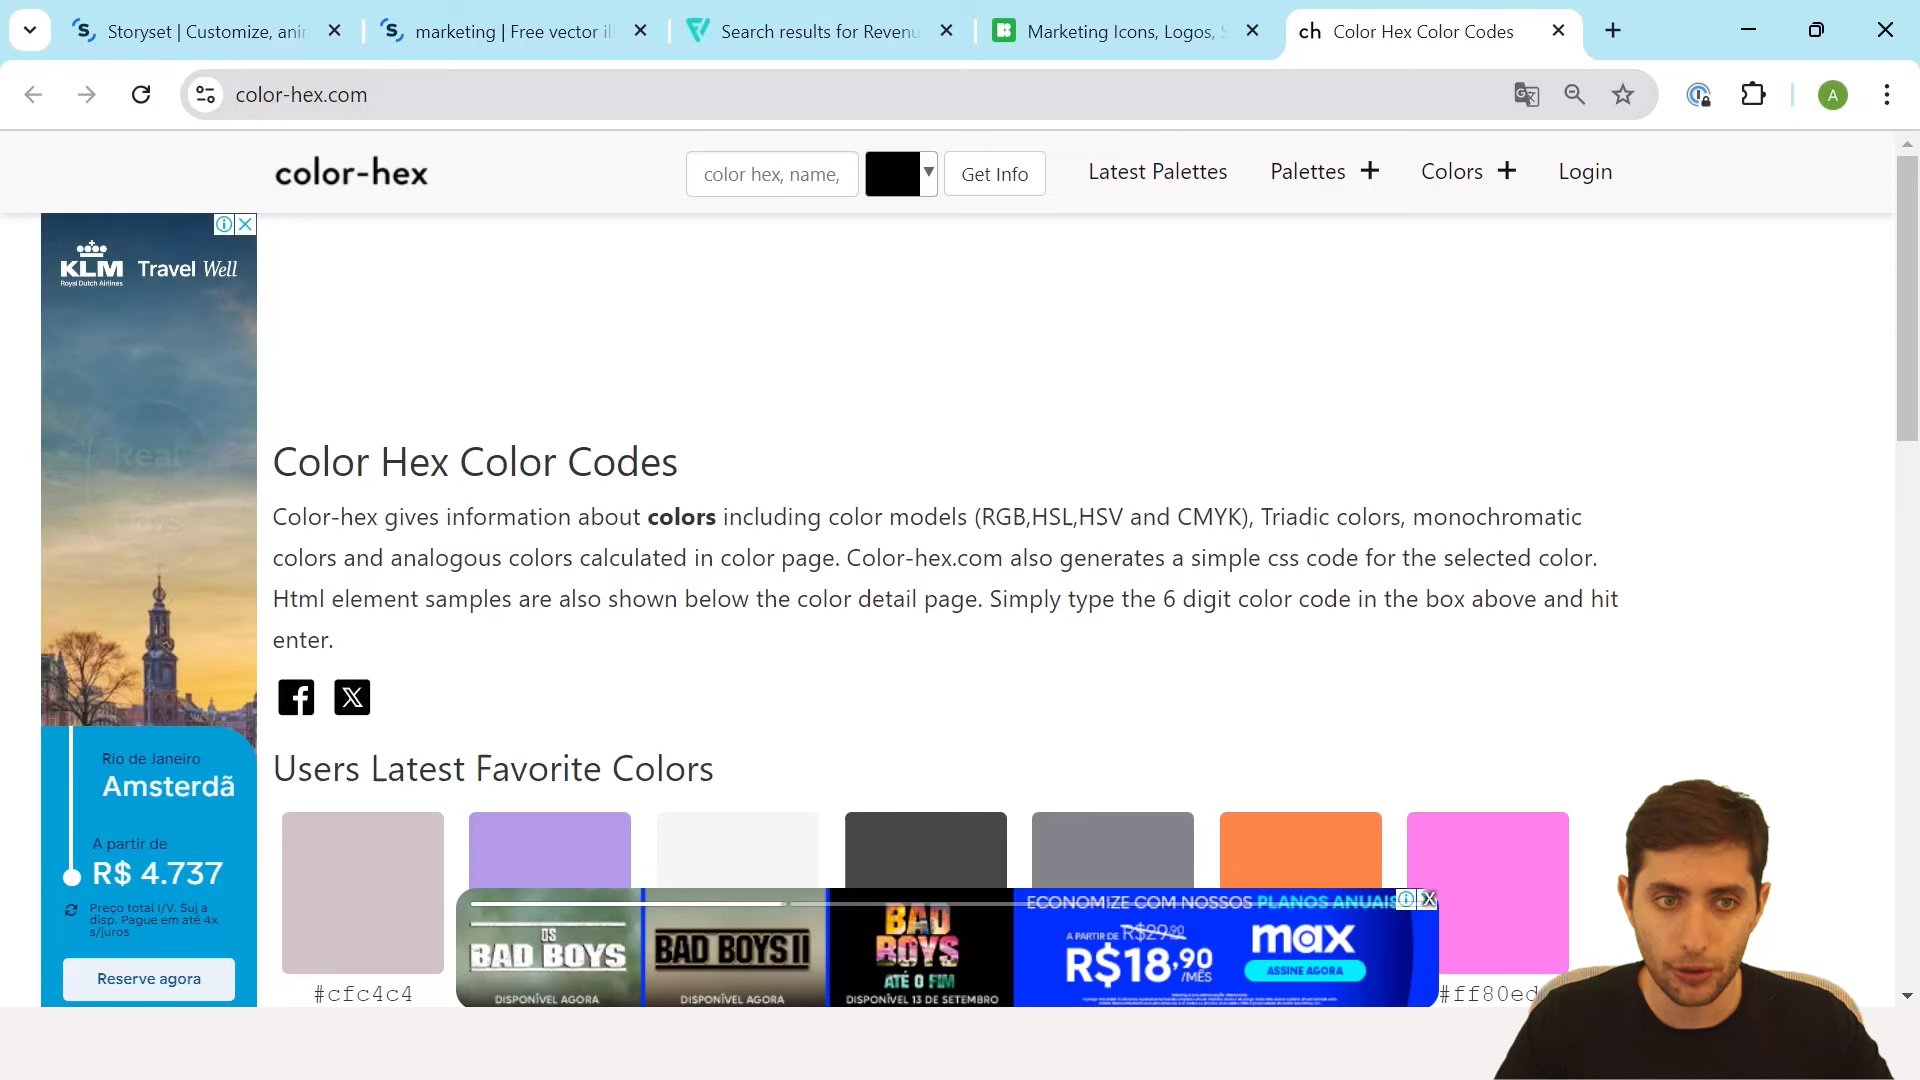 Storyset | Customize, anim
marketing | Free vector ill
Search results for Revenu
Marketing Icons, Logos, S
ch Color Hex Color Codes
color-hex.com
A
color-hex
color hex, name,
Get Info
Latest Palettes
Palettes +
Colors +
Login
KLM
Royal Dutch Airlines
Travel Well
Rio de Janeiro
Amsterdã
A partir de
R$ 4.737
Preço total I/V. Suj a
disp. Pague em até 4x
s/juros
Reserve agora
Color Hex Color Codes
Color-hex gives information about colors including color models (RGB,HSL,HSV and CMYK), Triadic colors, monochromatic
colors and analogous colors calculated in color page. Color-hex.com also generates a simple css code for the selected color.
Html element samples are also shown below the color detail page. Simply type the 6 digit color code in the box above and hit
enter.
Users Latest Favorite Colors
#cfc4c4
#ff80ed
OS
BAD BOYS
DISPONÍVEL AGORA
BAD BOYS II
DISPONÍVEL AGORA
BAD
BOYS
ATÉ O FIM
DISPONÍVEL 13 DE SETEMBRO
ECONOMIZE COM NOSSOS PLANOS ANUAIS
A PARTIR DE R$29,90
R$18,90
/MÊS
max
ASSINE AGORA